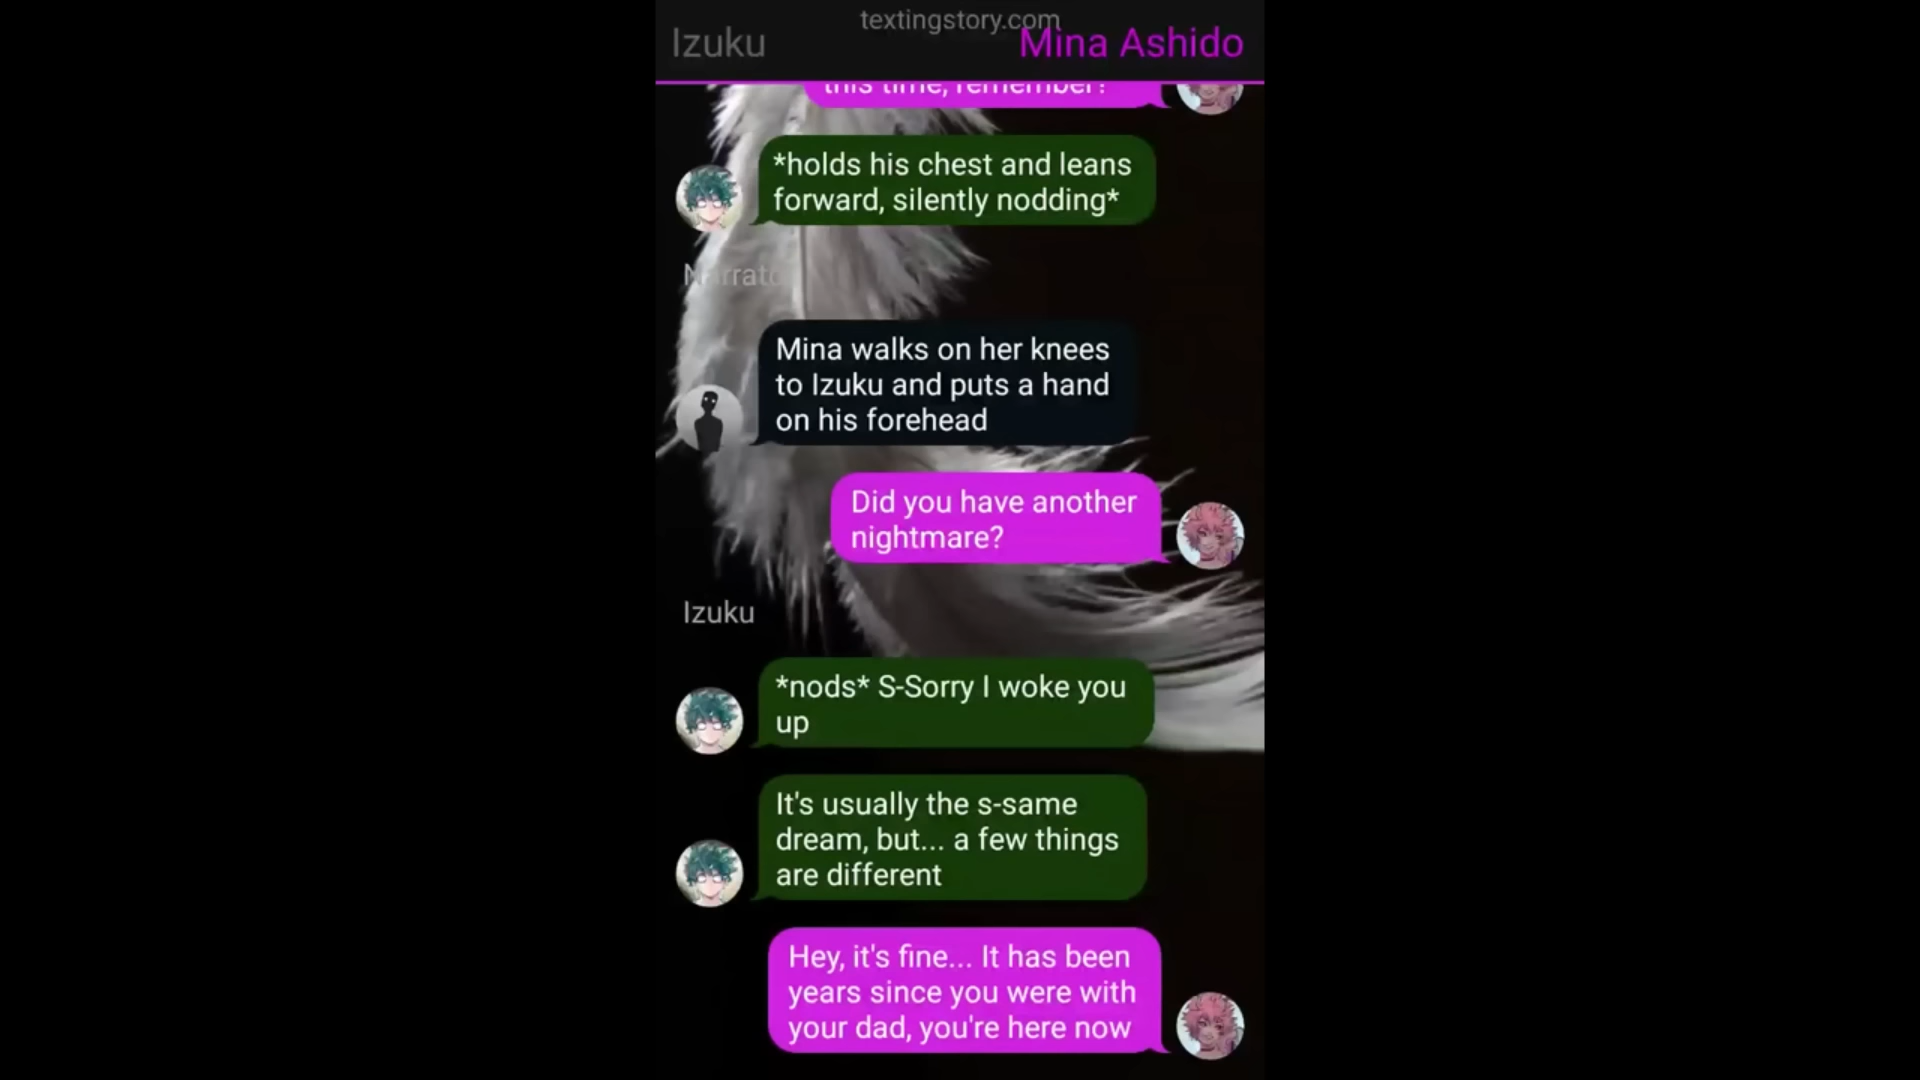 textingstory.com
Izuku
Mina Ashido
this time, remember?
*holds his chest and leans
forward, silently nodding*
Narrator
Mina walks on her knees
to Izuku and puts a hand
on his forehead
Did you have another
nightmare?
Izuku
*nods* S-Sorry I woke you
up
It's usually the s-same
dream, but... a few things
are different
Hey, it's fine... It has been
years since you were with
your dad, you're here now